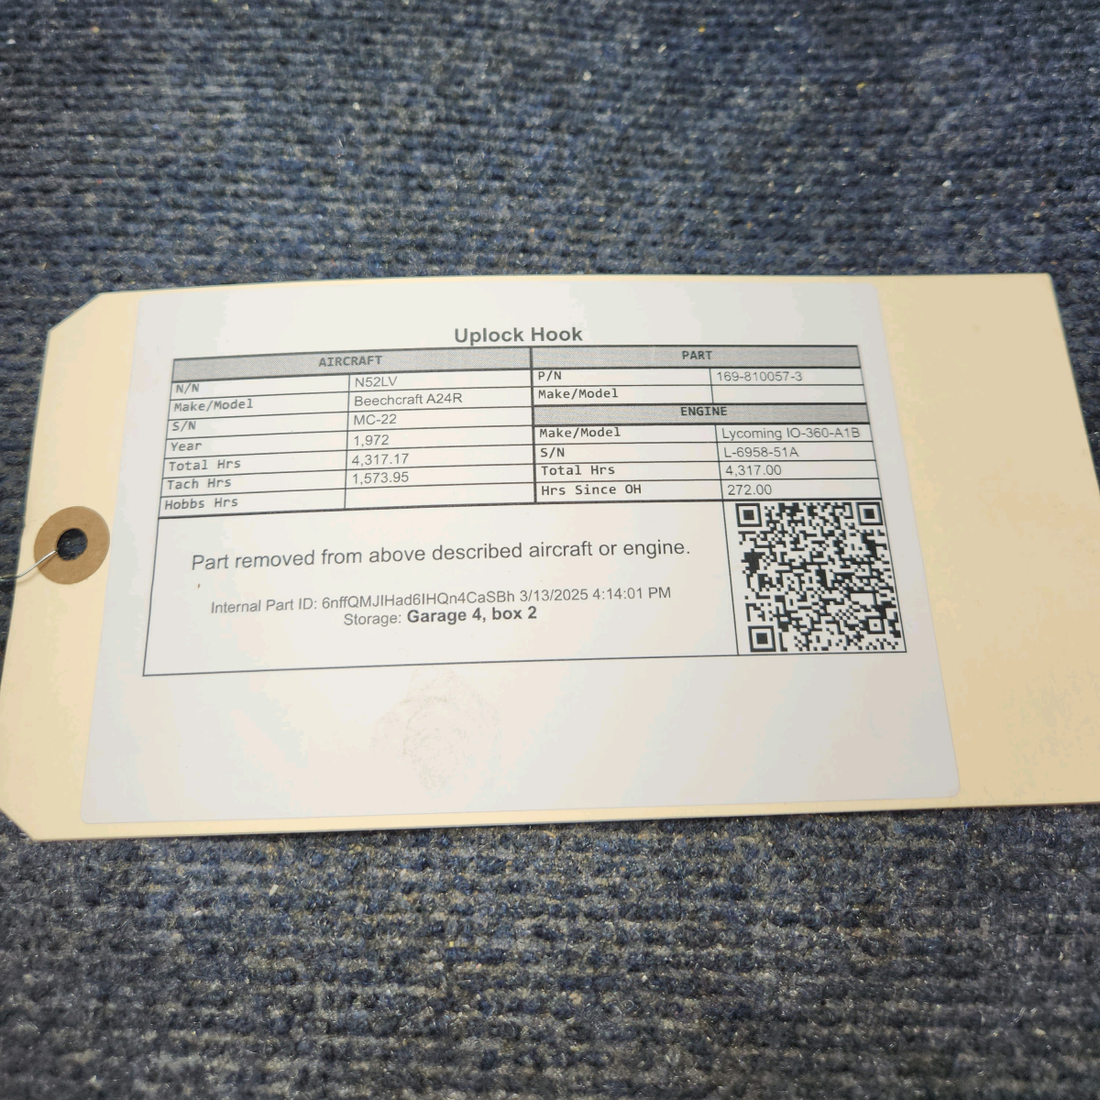 Uplock Hook
AIRCRAFT
N/N N52LV
Make/Model Beechcraft A24R
S/N MC-22
Year 1,972
Total Hrs 4,317.17
Tach Hrs 1,573.95
Hobbs Hrs
PART
P/N 169-810057-3
Make/Model
ENGINE
Make/Model Lycoming IO-360-A1B
S/N L-6958-51A
Total Hrs 4,317.00
Hrs Since OH 272.00
Part removed from above described aircraft or engine.
Internal Part ID: 6nffQMJIHad6IHQn4CaSBh 3/13/2025 4:14:01 PM
Storage: Garage 4, box 2